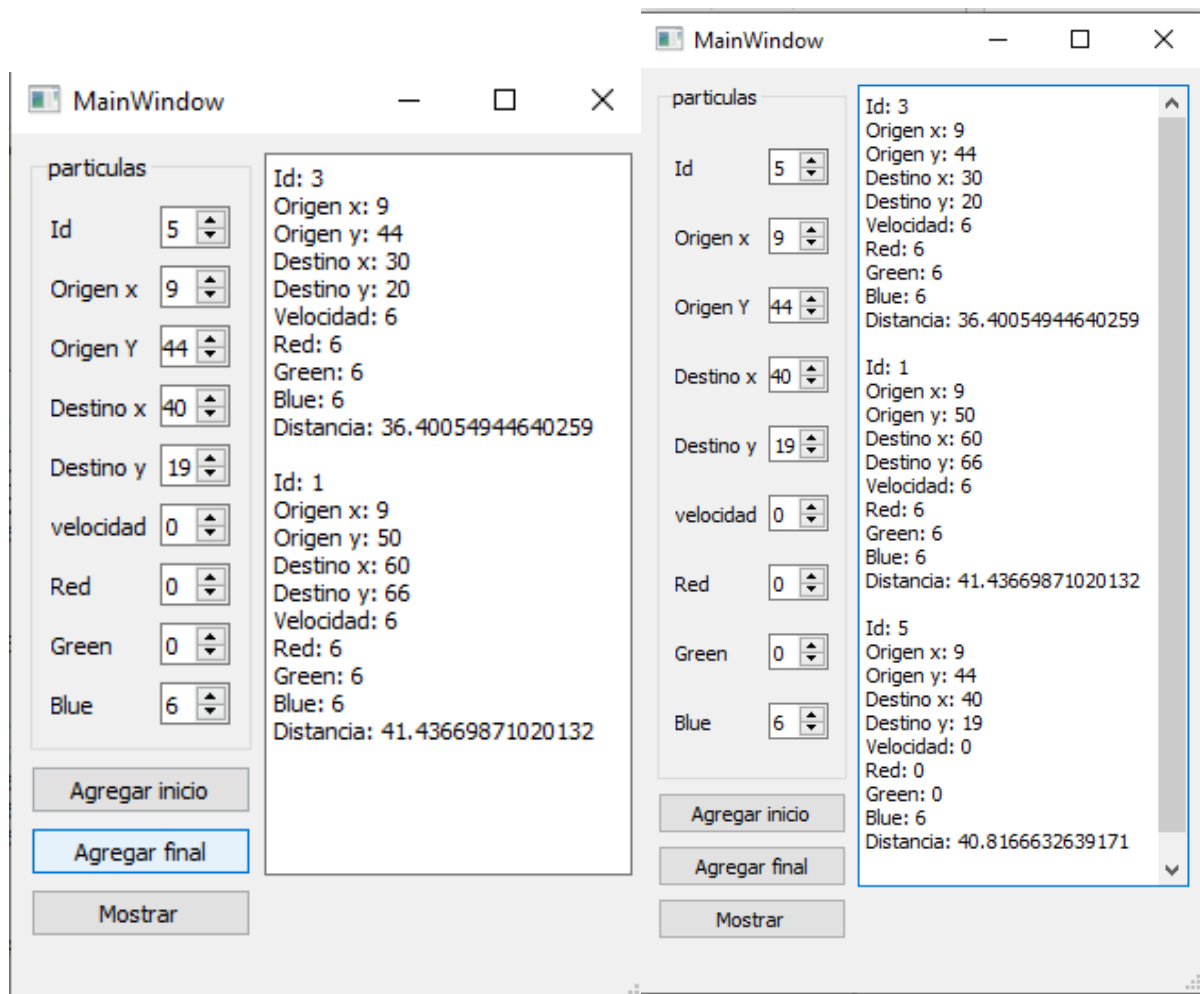 MainWindow
particulas
Id 5
Origen x 9
Origen Y 44
Destino x 40
Destino y 19
velocidad 0
Red 0
Green 0
Blue 6
Agregar inicio
Agregar final
Mostrar
Id: 3
Origen x: 9
Origen y: 44
Destino x: 30
Destino y: 20
Velocidad: 6
Red: 6
Green: 6
Blue: 6
Distancia: 36.40054944640259
Id: 1
Origen x: 9
Origen y: 50
Destino x: 60
Destino y: 66
Velocidad: 6
Red: 6
Green: 6
Blue: 6
Distancia: 41.43669871020132
MainWindow
particulas
Id 5
Origen x 9
Origen Y 44
Destino x 40
Destino y 19
velocidad 0
Red 0
Green 0
Blue 6
Agregar inicio
Agregar final
Mostrar
Id: 3
Origen x: 9
Origen y: 44
Destino x: 30
Destino y: 20
Velocidad: 6
Red: 6
Green: 6
Blue: 6
Distancia: 36.40054944640259
Id: 1
Origen x: 9
Origen y: 50
Destino x: 60
Destino y: 66
Velocidad: 6
Red: 6
Green: 6
Blue: 6
Distancia: 41.43669871020132
Id: 5
Origen x: 9
Origen y: 44
Destino x: 40
Destino y: 19
Velocidad: 0
Red: 0
Green: 0
Blue: 6
Distancia: 40.8166632639171